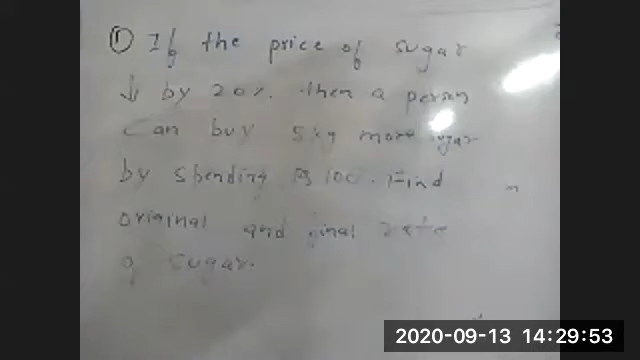 ① If the price of sugar
↓ by 20%. then a person
can buy 5kg more sugar
by spending Rs 100. Find
original and final rate
of sugar.
2020-09-13 14:29:53